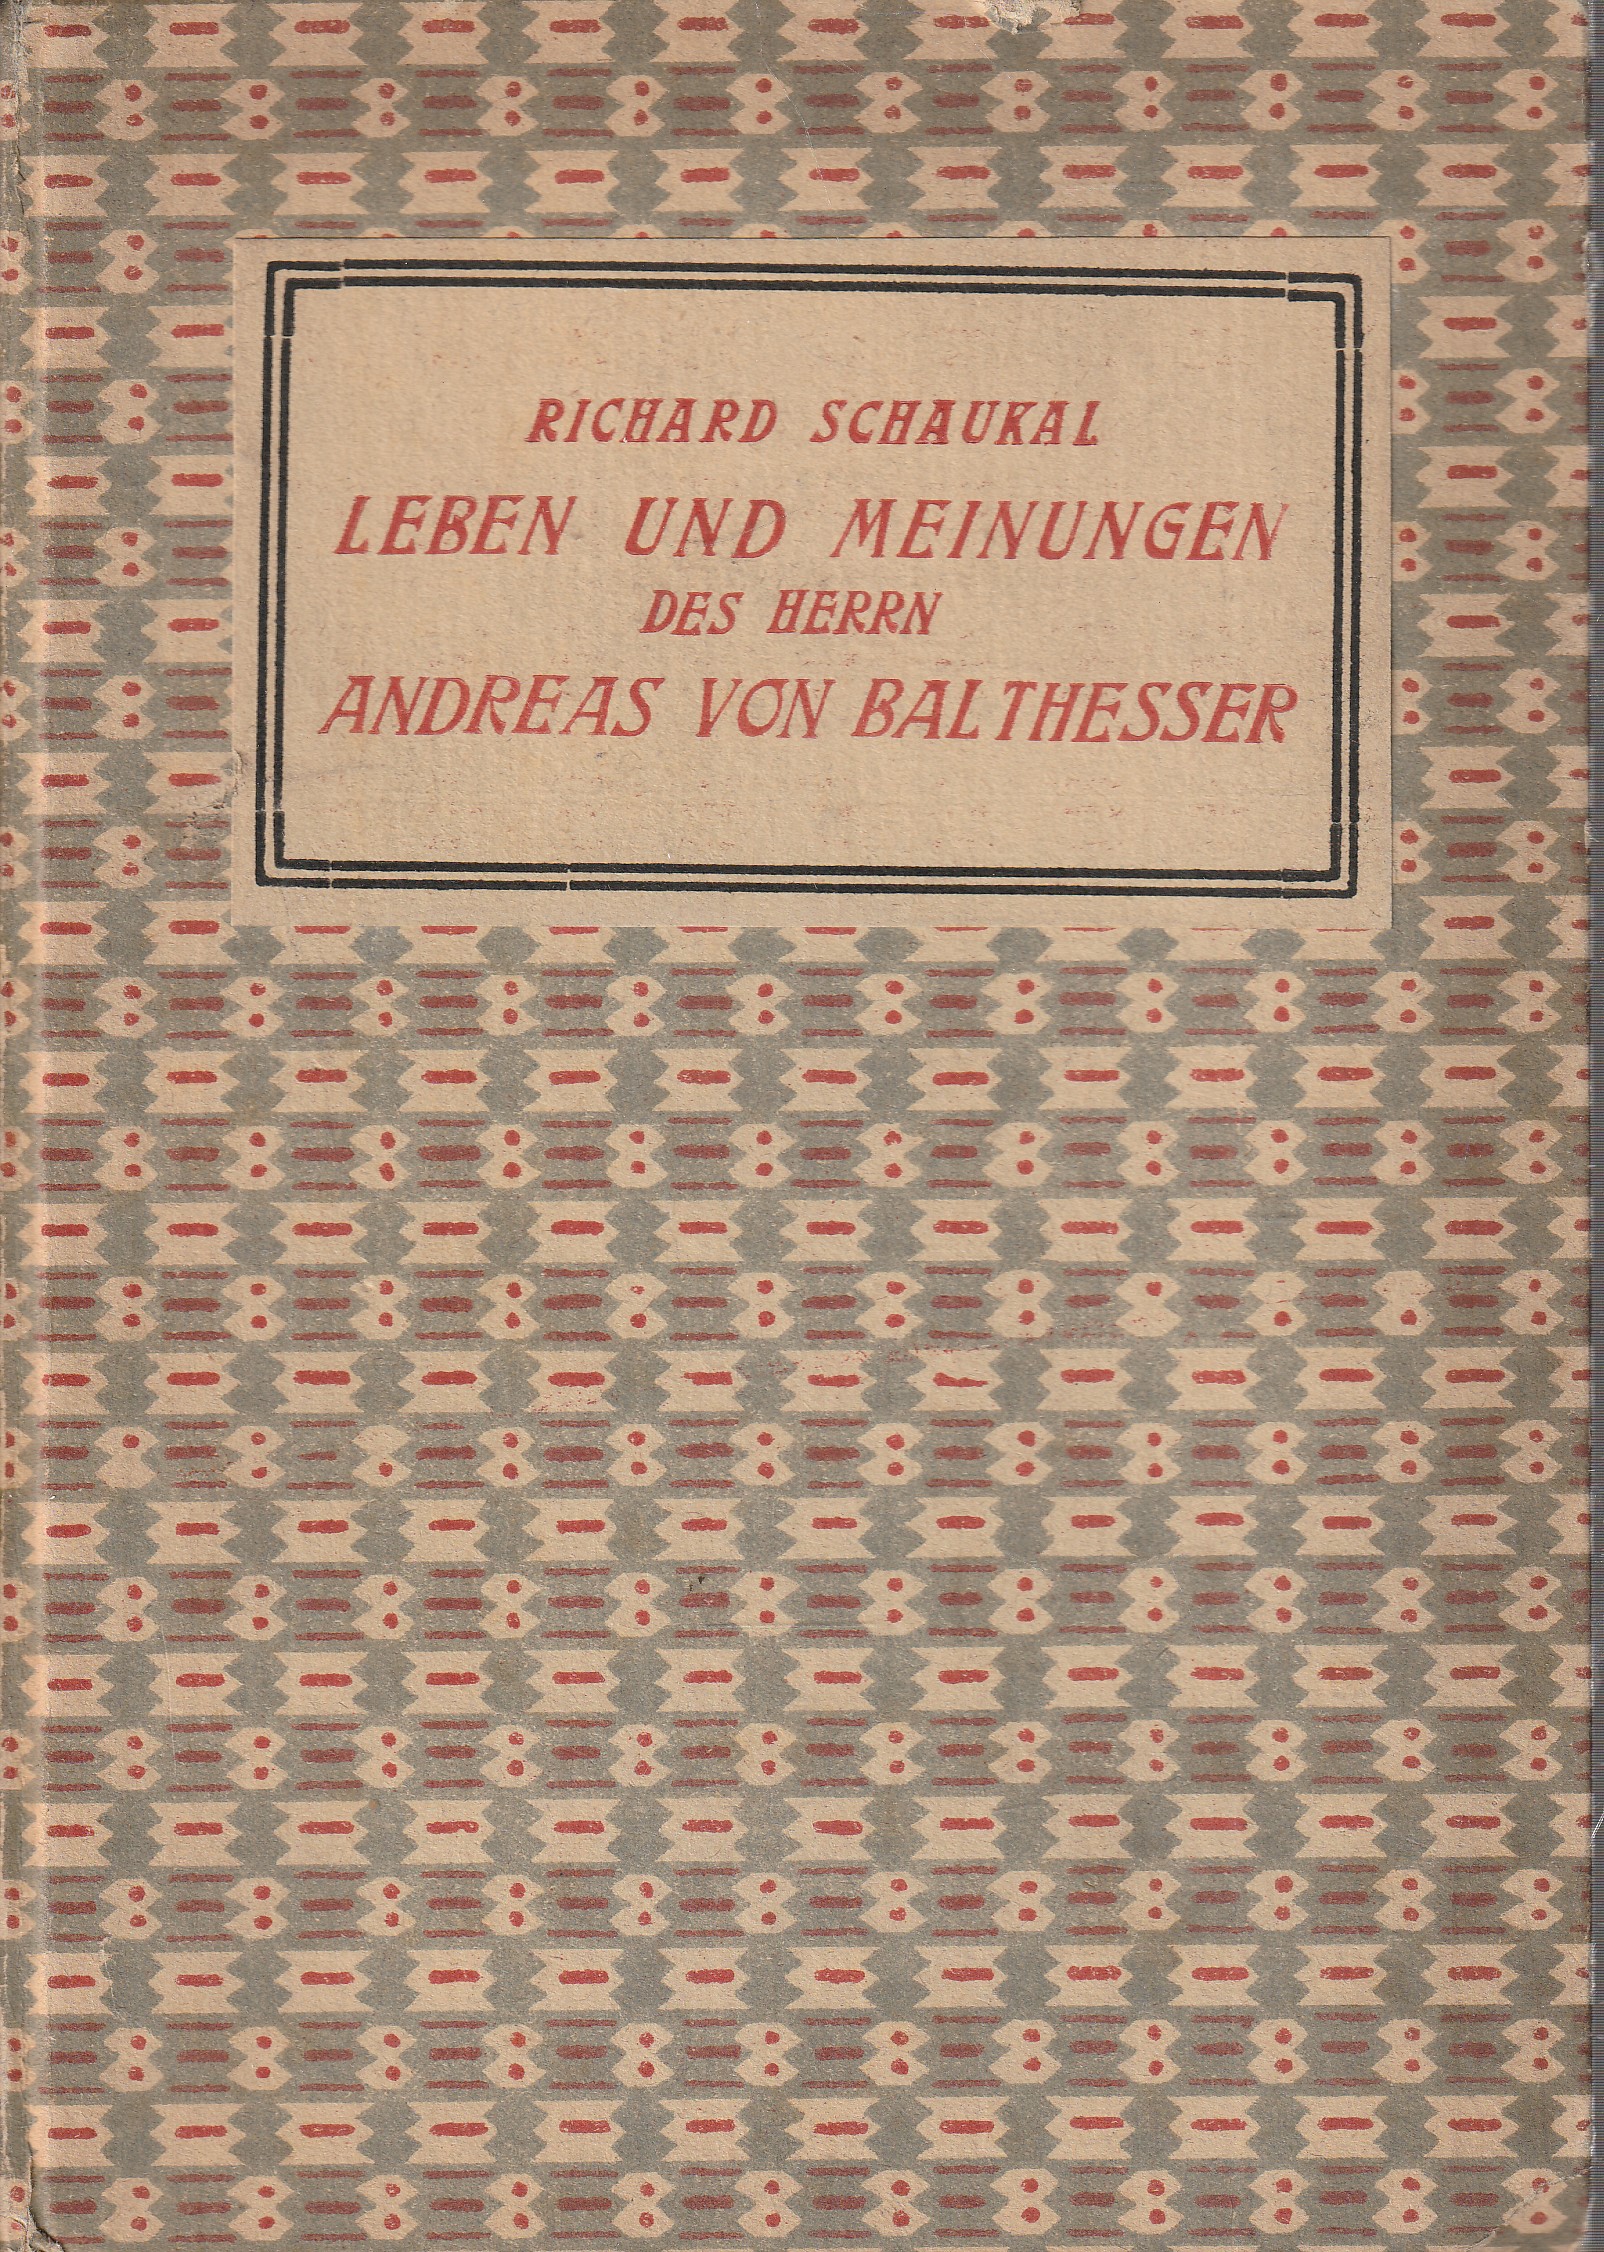 RICHARD SCHAUKAL
LEBEN UND MEINUNGEN
DES HERRN
ANDREAS VON BALTHESSER